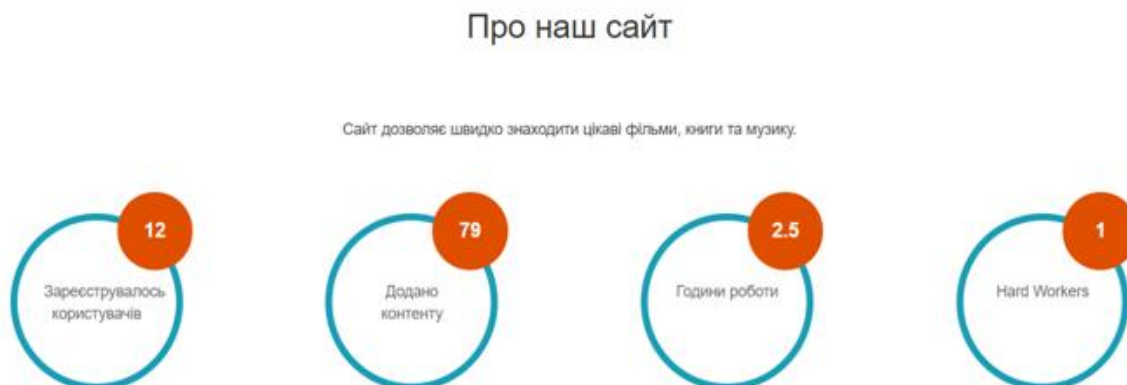 Про наш сайт
Сайт дозволяє швидко знаходити цікаві фільми, книги та музику.
12
Зареєструвалось
користувачів
79
Додано
контенту
2.5
Години роботи
1
Hard Workers